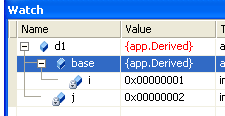 Watch
Name Value T
d1 {app.Derived} a
base {app.Derived} a
i 0x00000001 in
j 0x00000002 in